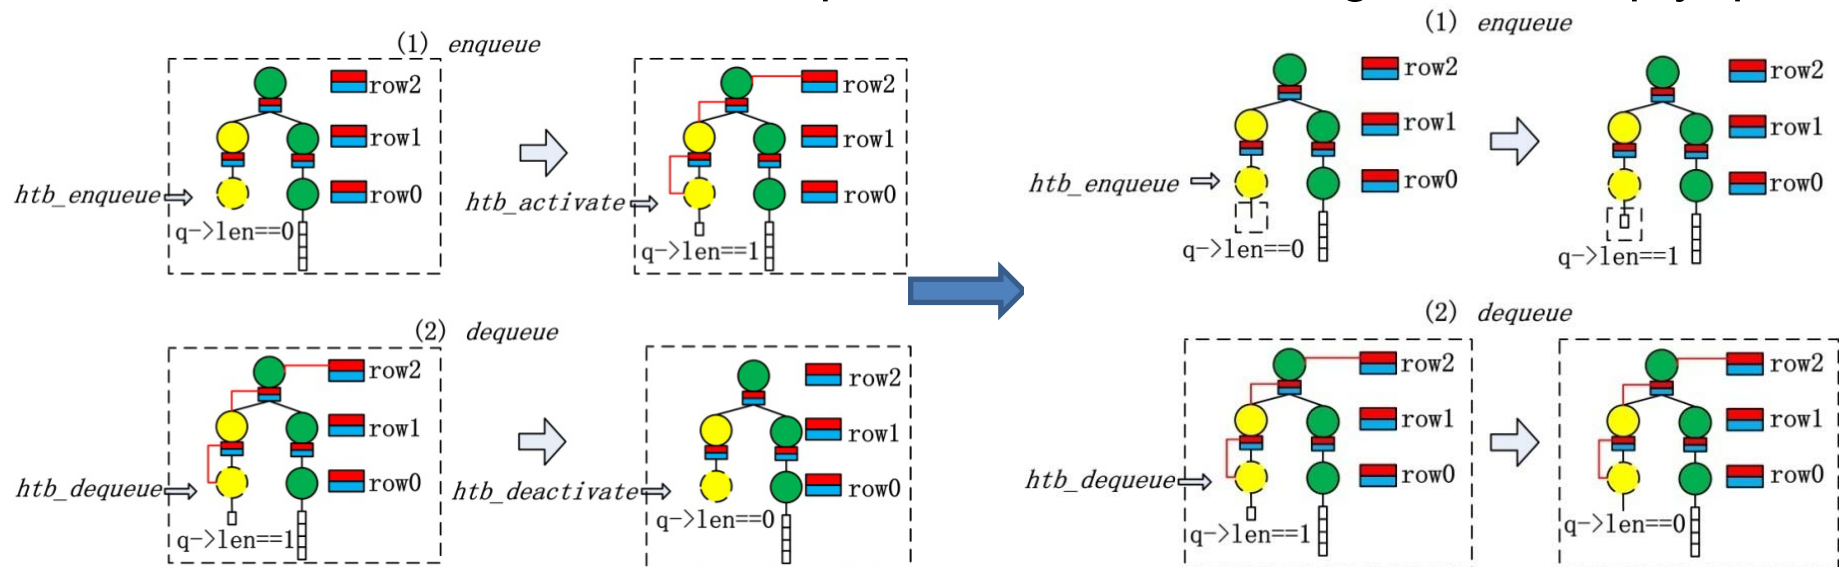 (1) enqueue
row2
row1
htb_enqueue
row0
q->len==0
row2
row1
htb_activate
row0
q->len==1
(2) dequeue
row2
row1
htb_dequeue
row0
q->len==1
row2
row1
htb_deactivate
row0
q->len==0
(1) enqueue
row2
row1
htb_enqueue
row0
q->len==0
row2
row1
row0
q->len==1
(2) dequeue
row2
row1
htb_dequeue
row0
q->len==1
row2
row1
row0
q->len==0